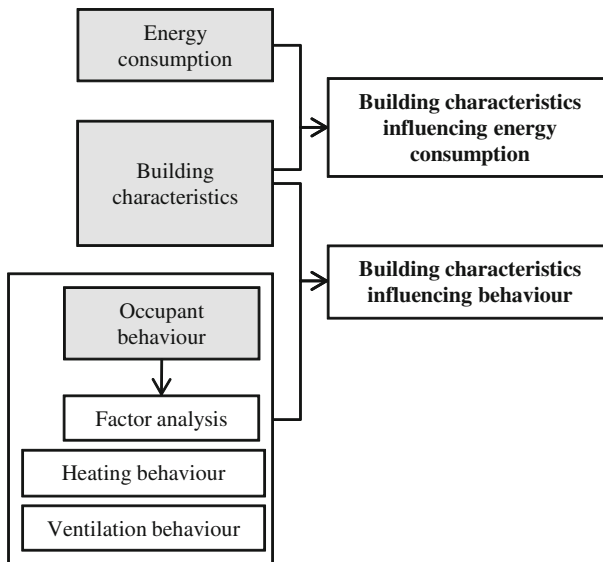 Energy
consumption
Building characteristics
influencing energy
consumption
Building
characteristics
Building characteristics
influencing behaviour
Occupant
behaviour
Factor analysis
Heating behaviour
Ventilation behaviour